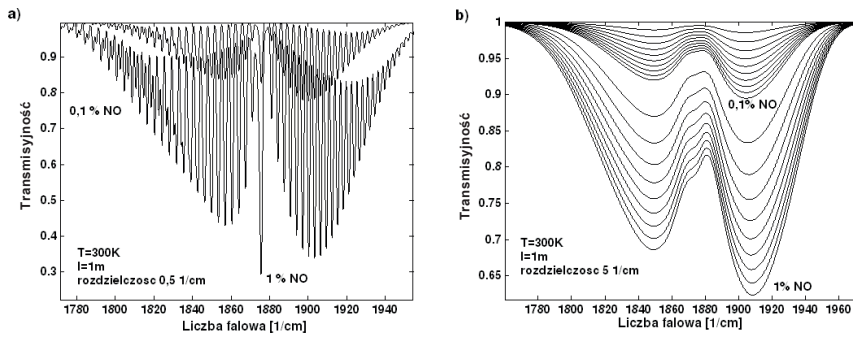 a)
0.9
0.8
0.7
0.6
0.5
0.4
0.3
Transmisyjność
0,1 % NO
T=300K
l=1m
rozdzielczosc 0,5 1/cm
1 % NO
1780 1800 1820 1840 1860 1880 1900 1920 1940
Liczba falowa [1/cm]
b)
1
0.95
0.9
0.85
0.8
0.75
0.7
0.65
Transmisyjność
0,1% NO
T=300K
l=1m
rozdzielczosc 5 1/cm
1% NO
1780 1800 1820 1840 1860 1880 1900 1920 1940 1960
Liczba falowa [1/cm]